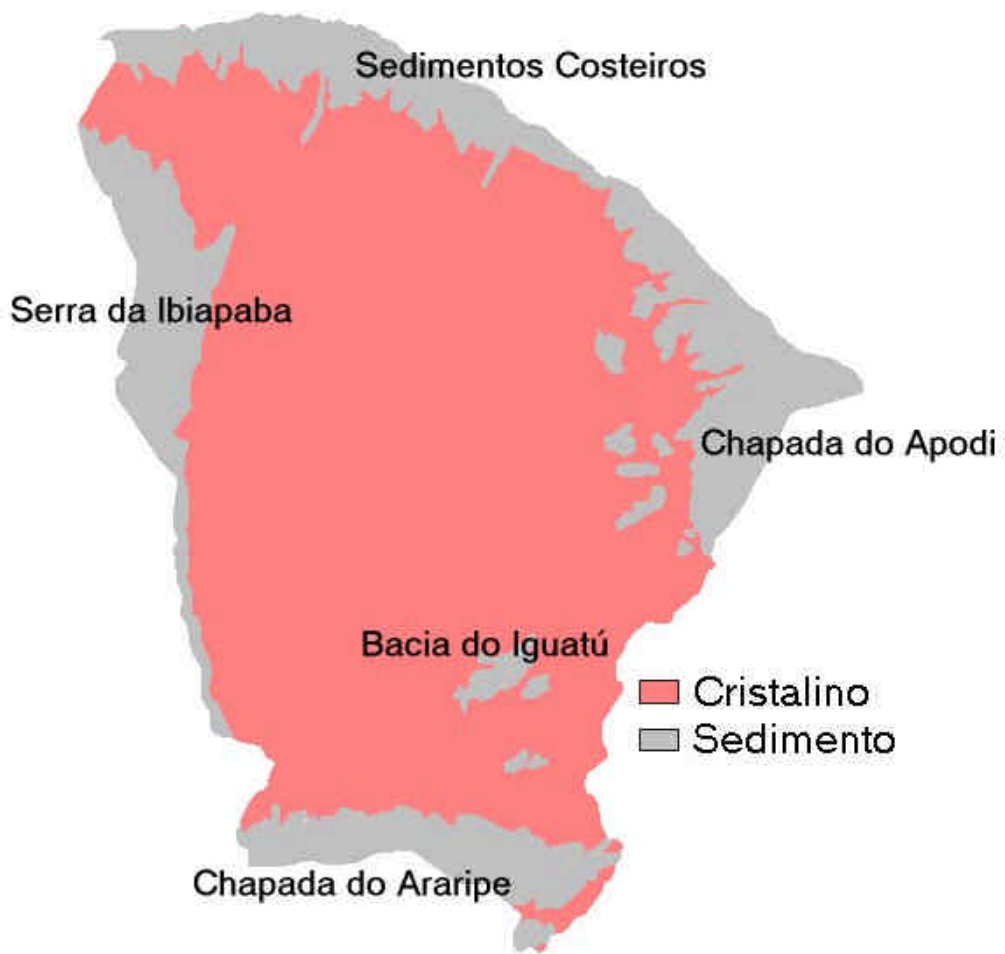 Sedimentos Costeiros
Serra da Ibiapaba
Chapada do Apodi
Bacia do Iguatú
Cristalino
Sedimento
Chapada do Araripe